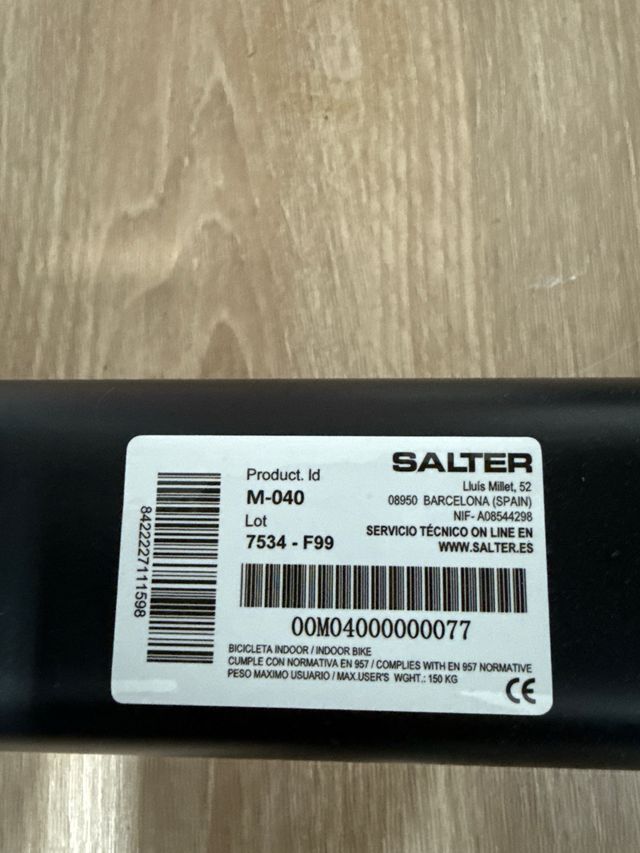 8422227111598
Product. Id
M-040
Lot
7534 - F99
SALTER
Lluís Millet, 52
08950 BARCELONA (SPAIN)
NIF- A08544298
SERVICIO TÉCNICO ON LINE EN
WWW.SALTER.ES
00M04000000077
BICICLETA INDOOR / INDOOR BIKE
CUMPLE CON NORMATIVA EN 957 / COMPLIES WITH EN 957 NORMATIVE
PESO MAXIMO USUARIO / MAX.USER'S WGHT.: 150 KG
CE